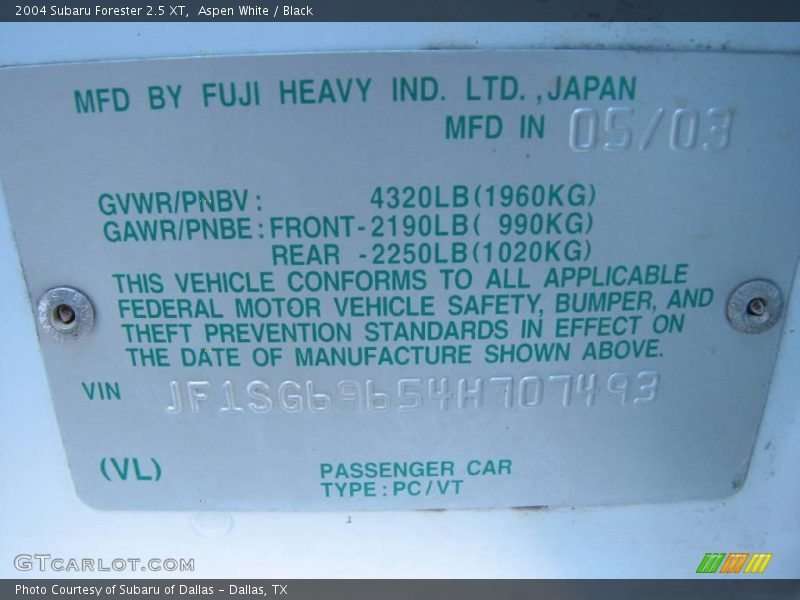 2004 Subaru Forester 2.5 XT,  Aspen White / Black
MFD BY FUJI HEAVY IND. LTD.,JAPAN
MFD IN 05/03
GVWR/PNBV: 4320LB(1960KG)
GAWR/PNBE:FRONT-2190LB( 990KG)
REAR -2250LB(1020KG)
THIS VEHICLE CONFORMS TO ALL APPLICABLE
FEDERAL MOTOR VEHICLE SAFETY, BUMPER, AND
THEFT PREVENTION STANDARDS IN EFFECT ON
THE DATE OF MANUFACTURE SHOWN ABOVE.
VIN JF1SG69654H707493
(VL)
PASSENGER CAR
TYPE:PC/VT
GTCARLOT.COM
Photo Courtesy of Subaru of Dallas - Dallas, TX